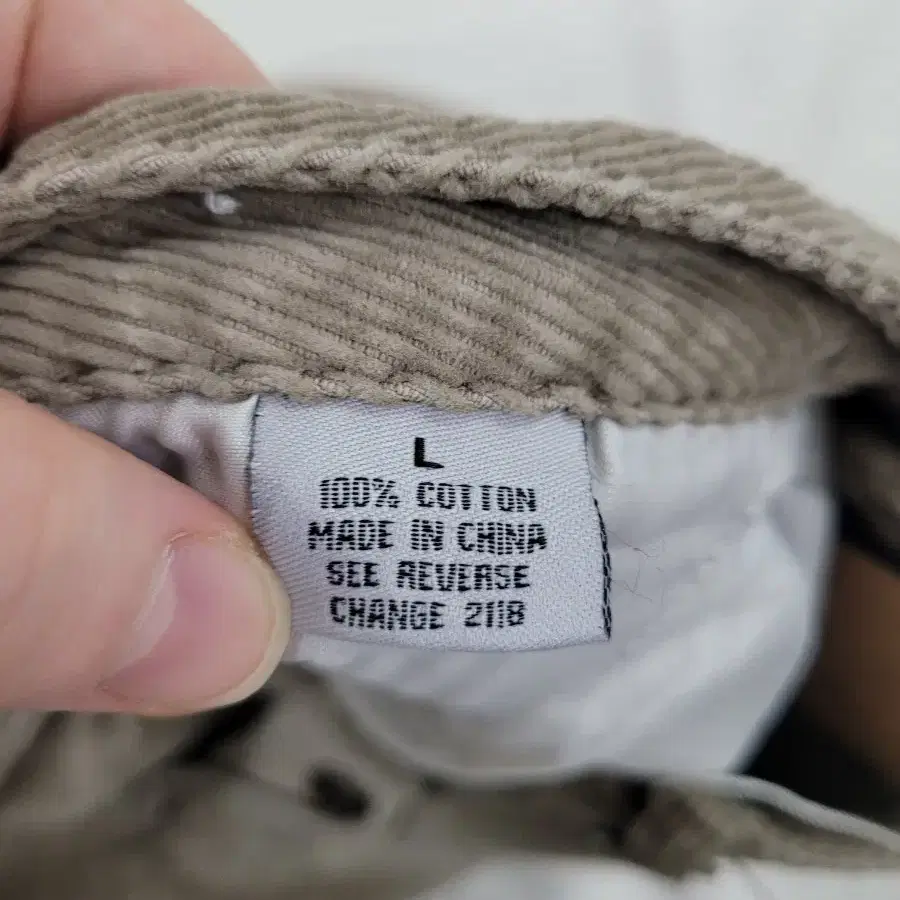 L
100% COTTON
MADE IN CHINA
SEE REVERSE
CHANGE 2118